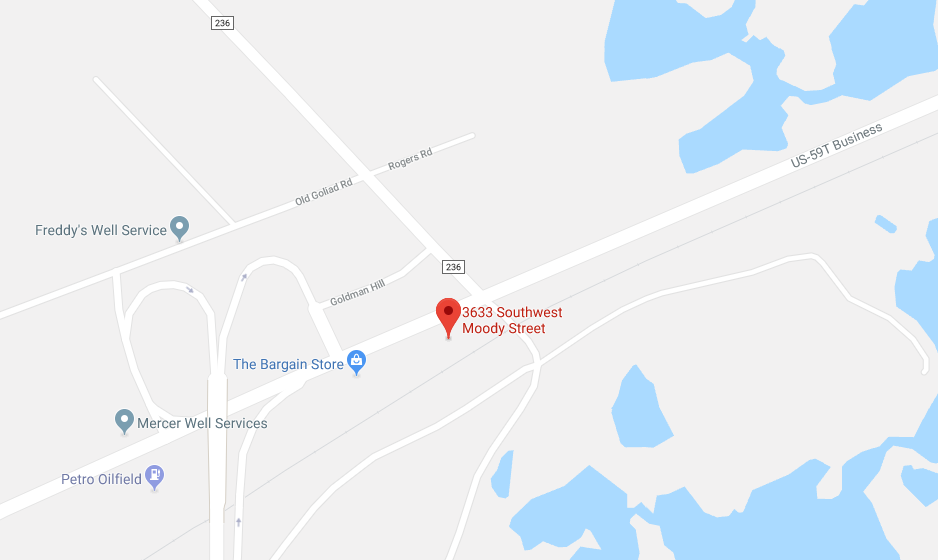 236
Rogers Rd
Old Goliad Rd
US-59T Business
Freddy's Well Service
236
Goldman Hill
3633 Southwest
Moody Street
The Bargain Store
Mercer Well Services
Petro Oilfield